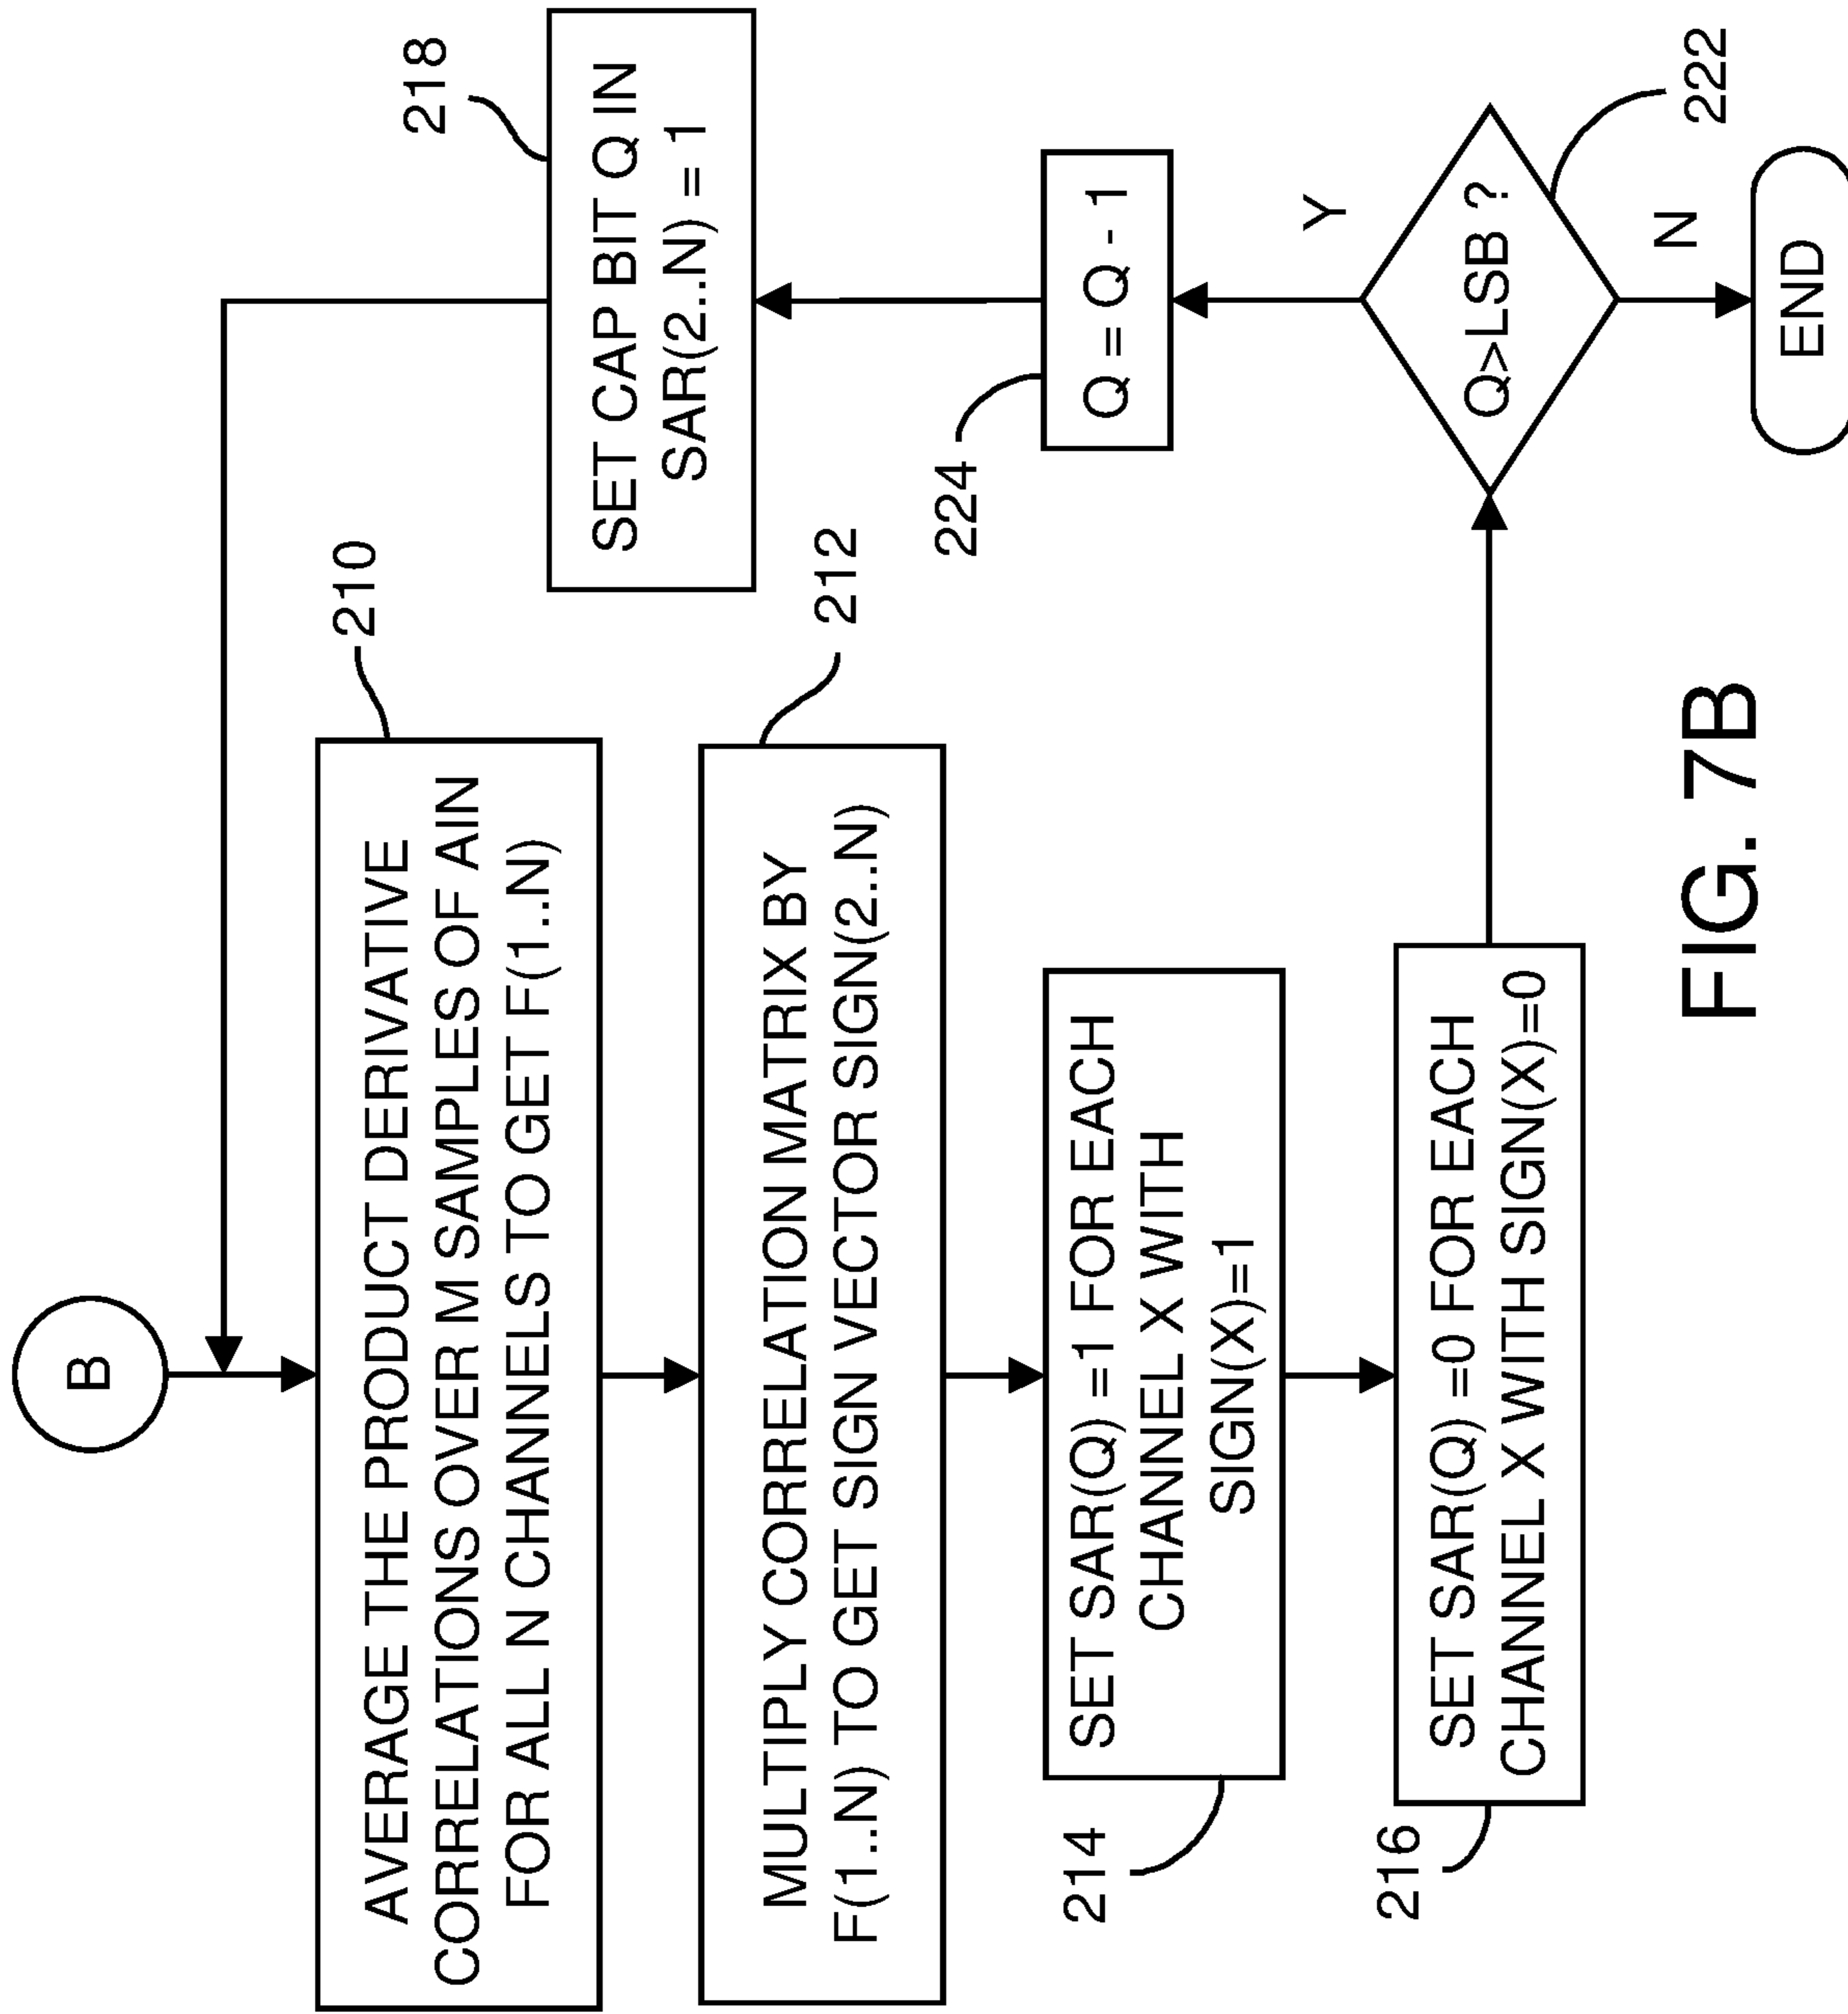 B
210
AVERAGE THE PRODUCT DERIVATIVE
CORRELATIONS OVER M SAMPLES OF AIN
FOR ALL N CHANNELS TO GET F(1..N)
212
MULTIPLY CORRELATION MATRIX BY
F(1..N) TO GET SIGN VECTOR SIGN(2..N)
214
SET SAR(Q) =1 FOR EACH
CHANNEL X WITH
SIGN(X)=1
216
SET SAR(Q) =0 FOR EACH
CHANNEL X WITH SIGN(X)=0
218
SET CAP BIT Q IN
SAR(2..N) = 1
224
Q = Q - 1
Y
Q>LSB ?
222
N
END
FIG. 7B